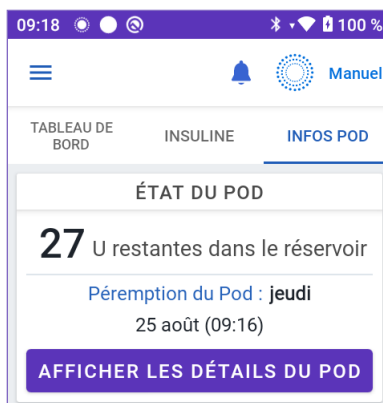 09:18 100 %
Manuel
TABLEAU DE
BORD
INSULINE
INFOS POD
ÉTAT DU POD
27 U restantes dans le réservoir
Péremption du Pod : jeudi
25 août (09:16)
AFFICHER LES DÉTAILS DU POD